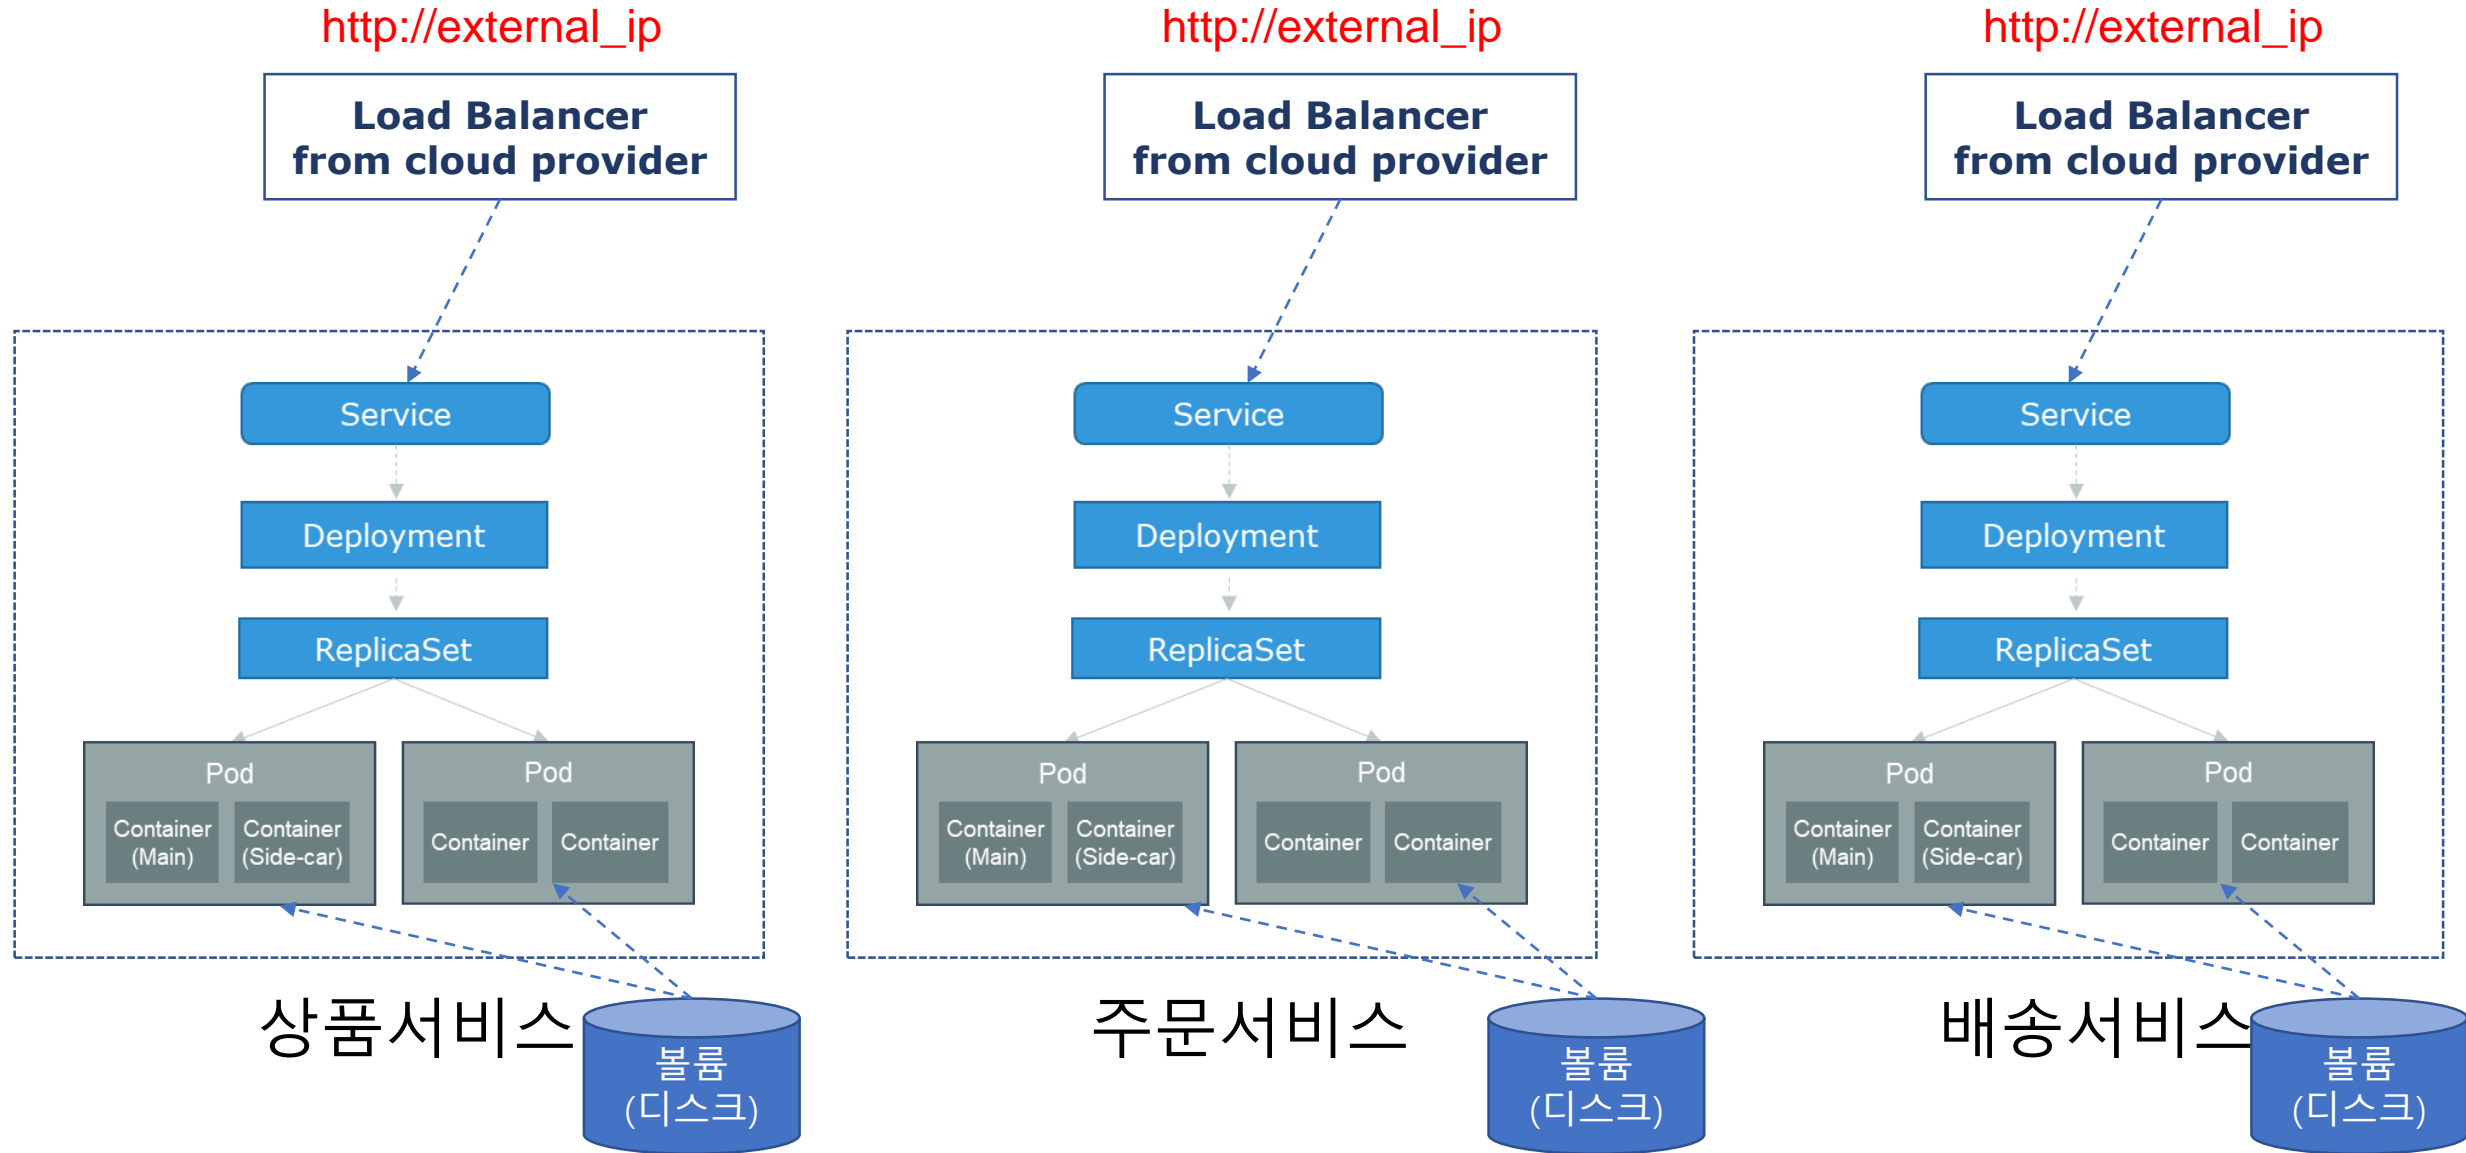 http://external_ip
Load Balancer
from cloud provider
Service
Deployment
ReplicaSet
Pod
Container
(Main)
Container
(Side-car)
Pod
Container
Container
상품서비스
볼륨
(디스크)
http://external_ip
Load Balancer
from cloud provider
Service
Deployment
ReplicaSet
Pod
Container
(Main)
Container
(Side-car)
Pod
Container
Container
주문서비스
볼륨
(디스크)
http://external_ip
Load Balancer
from cloud provider
Service
Deployment
ReplicaSet
Pod
Container
(Main)
Container
(Side-car)
Pod
Container
Container
배송서비스
볼륨
(디스크)